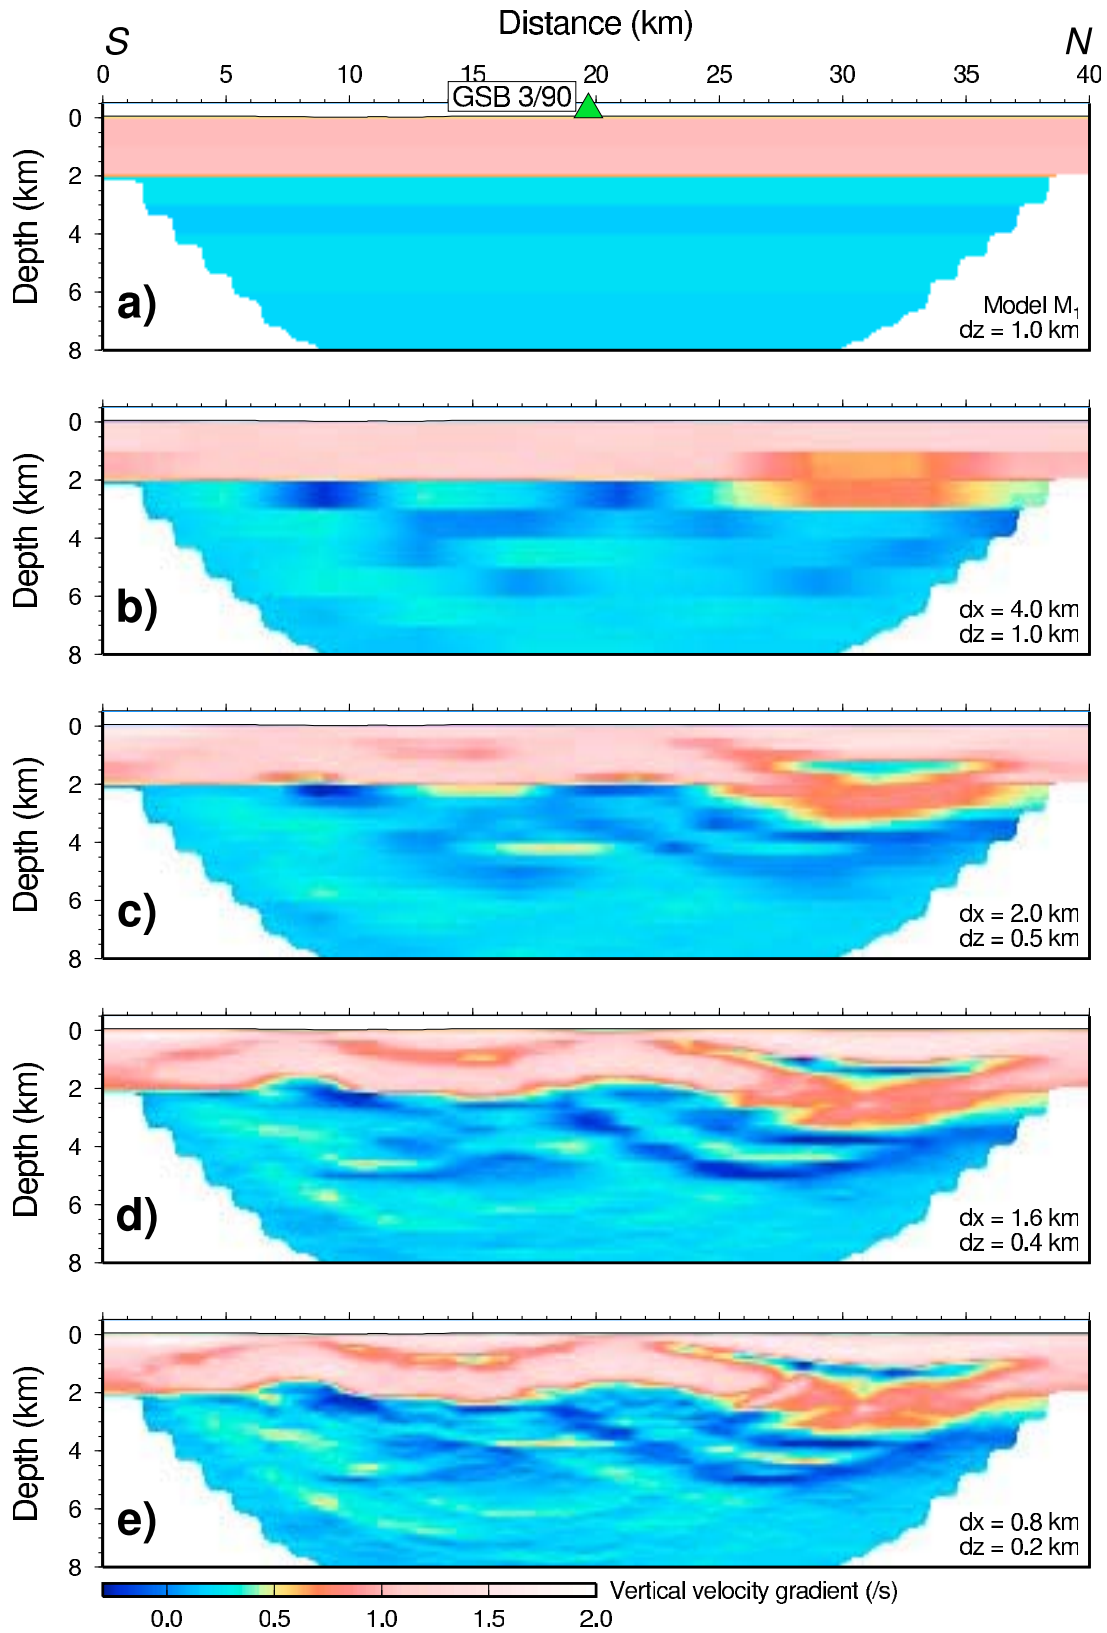 Distance (km)
S N
0 5 10 15 20 25 30 35 40
GSB 3/90
Depth (km)
0
2
4
6
8
a)
Model M1
dz = 1.0 km
Depth (km)
0
2
4
6
8
b)
dx = 4.0 km
dz = 1.0 km
Depth (km)
0
2
4
6
8
c)
dx = 2.0 km
dz = 0.5 km
Depth (km)
0
2
4
6
8
d)
dx = 1.6 km
dz = 0.4 km
Depth (km)
0
2
4
6
8
e)
dx = 0.8 km
dz = 0.2 km
Vertical velocity gradient (/s)
0.0 0.5 1.0 1.5 2.0